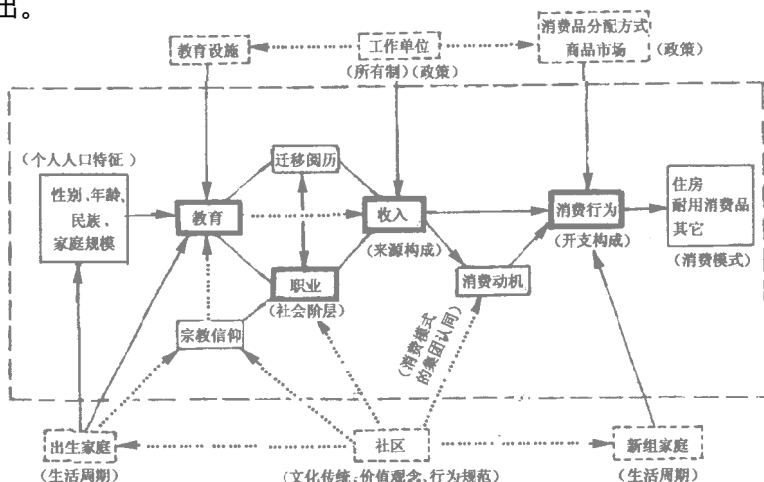 出。
教育设施
工作单位
消费品分配方式
商品市场
(政策)
(所有制)(政策)
(个人人口特征)
迁移阅历
性别、年龄、
民族、
家庭规模
教育
收入
消费行为
住房
耐用消费品
其它
(来源构成)
(开支构成)
(消费模式)
职业
(社会阶层)
消费动机
宗教信仰
(消费模式
的集团认同)
出生家庭
社区
新组家庭
(生活周期)
(文化传统、价值观念、行为规范)
(生活周期)